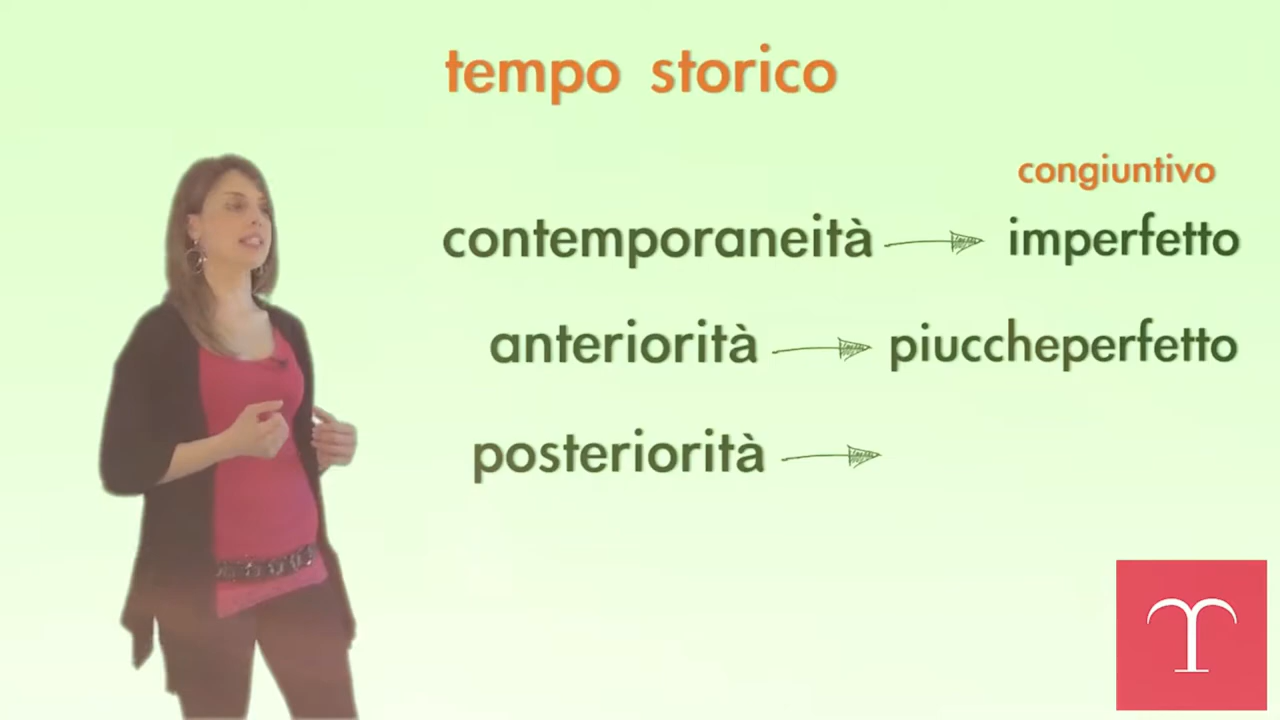 tempo storico
congiuntivo
contemporaneità imperfetto
anteriorità piuccheperfetto
posteriorità